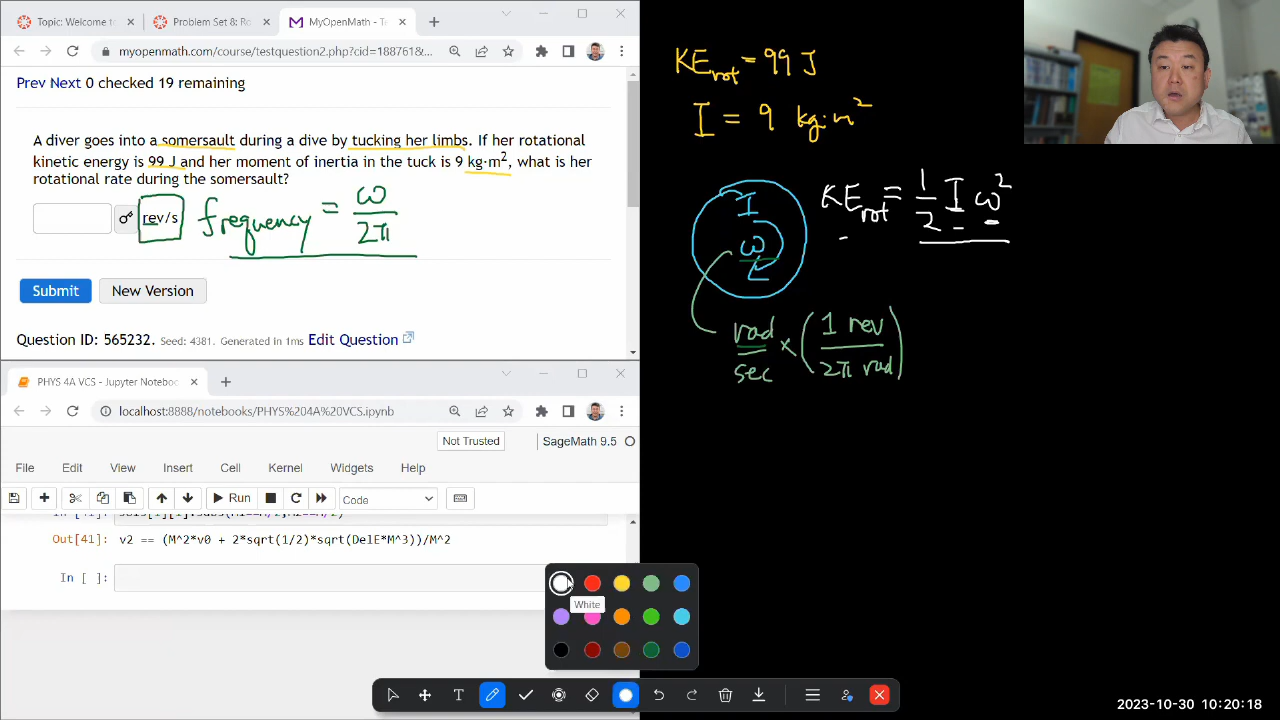 Topic: Welcome t
Problem Set 8: R
MyOpenMath - Tr
myopenmath.com/course/testquestion2.php?cid=188761&...
Prev Next 0 checked 19 remaining
A diver goes into a somersault during a dive by tucking her limbs. If her rotational
kinetic energy is 99 J and her moment of inertia in the tuck is 9 kg·m², what is her
rotational rate during the somersault?
rev/s
frequency = ω/2π
Submit
New Version
Question ID: 565232. Seed: 4381. Generated in 1ms Edit Question
PHYS 4A VCS - Jupyter Noteboo
localhost:8888/notebooks/PHYS%204A%20VCS.ipynb
Not Trusted
SageMath 9.5
File Edit View Insert Cell Kernel Widgets Help
Run
Code
Out[41]: v2 == (M^2*v0 + 2*sqrt(1/2)*sqrt(DelE*M^3))/M^2
In [ ]:
White
KE_rot = 99 J
I = 9 kg·m²
I
ω
KE_rot = 1/2 I ω²
rad/sec × (1 rev/2π rad)
T
2023-10-30 10:20:18